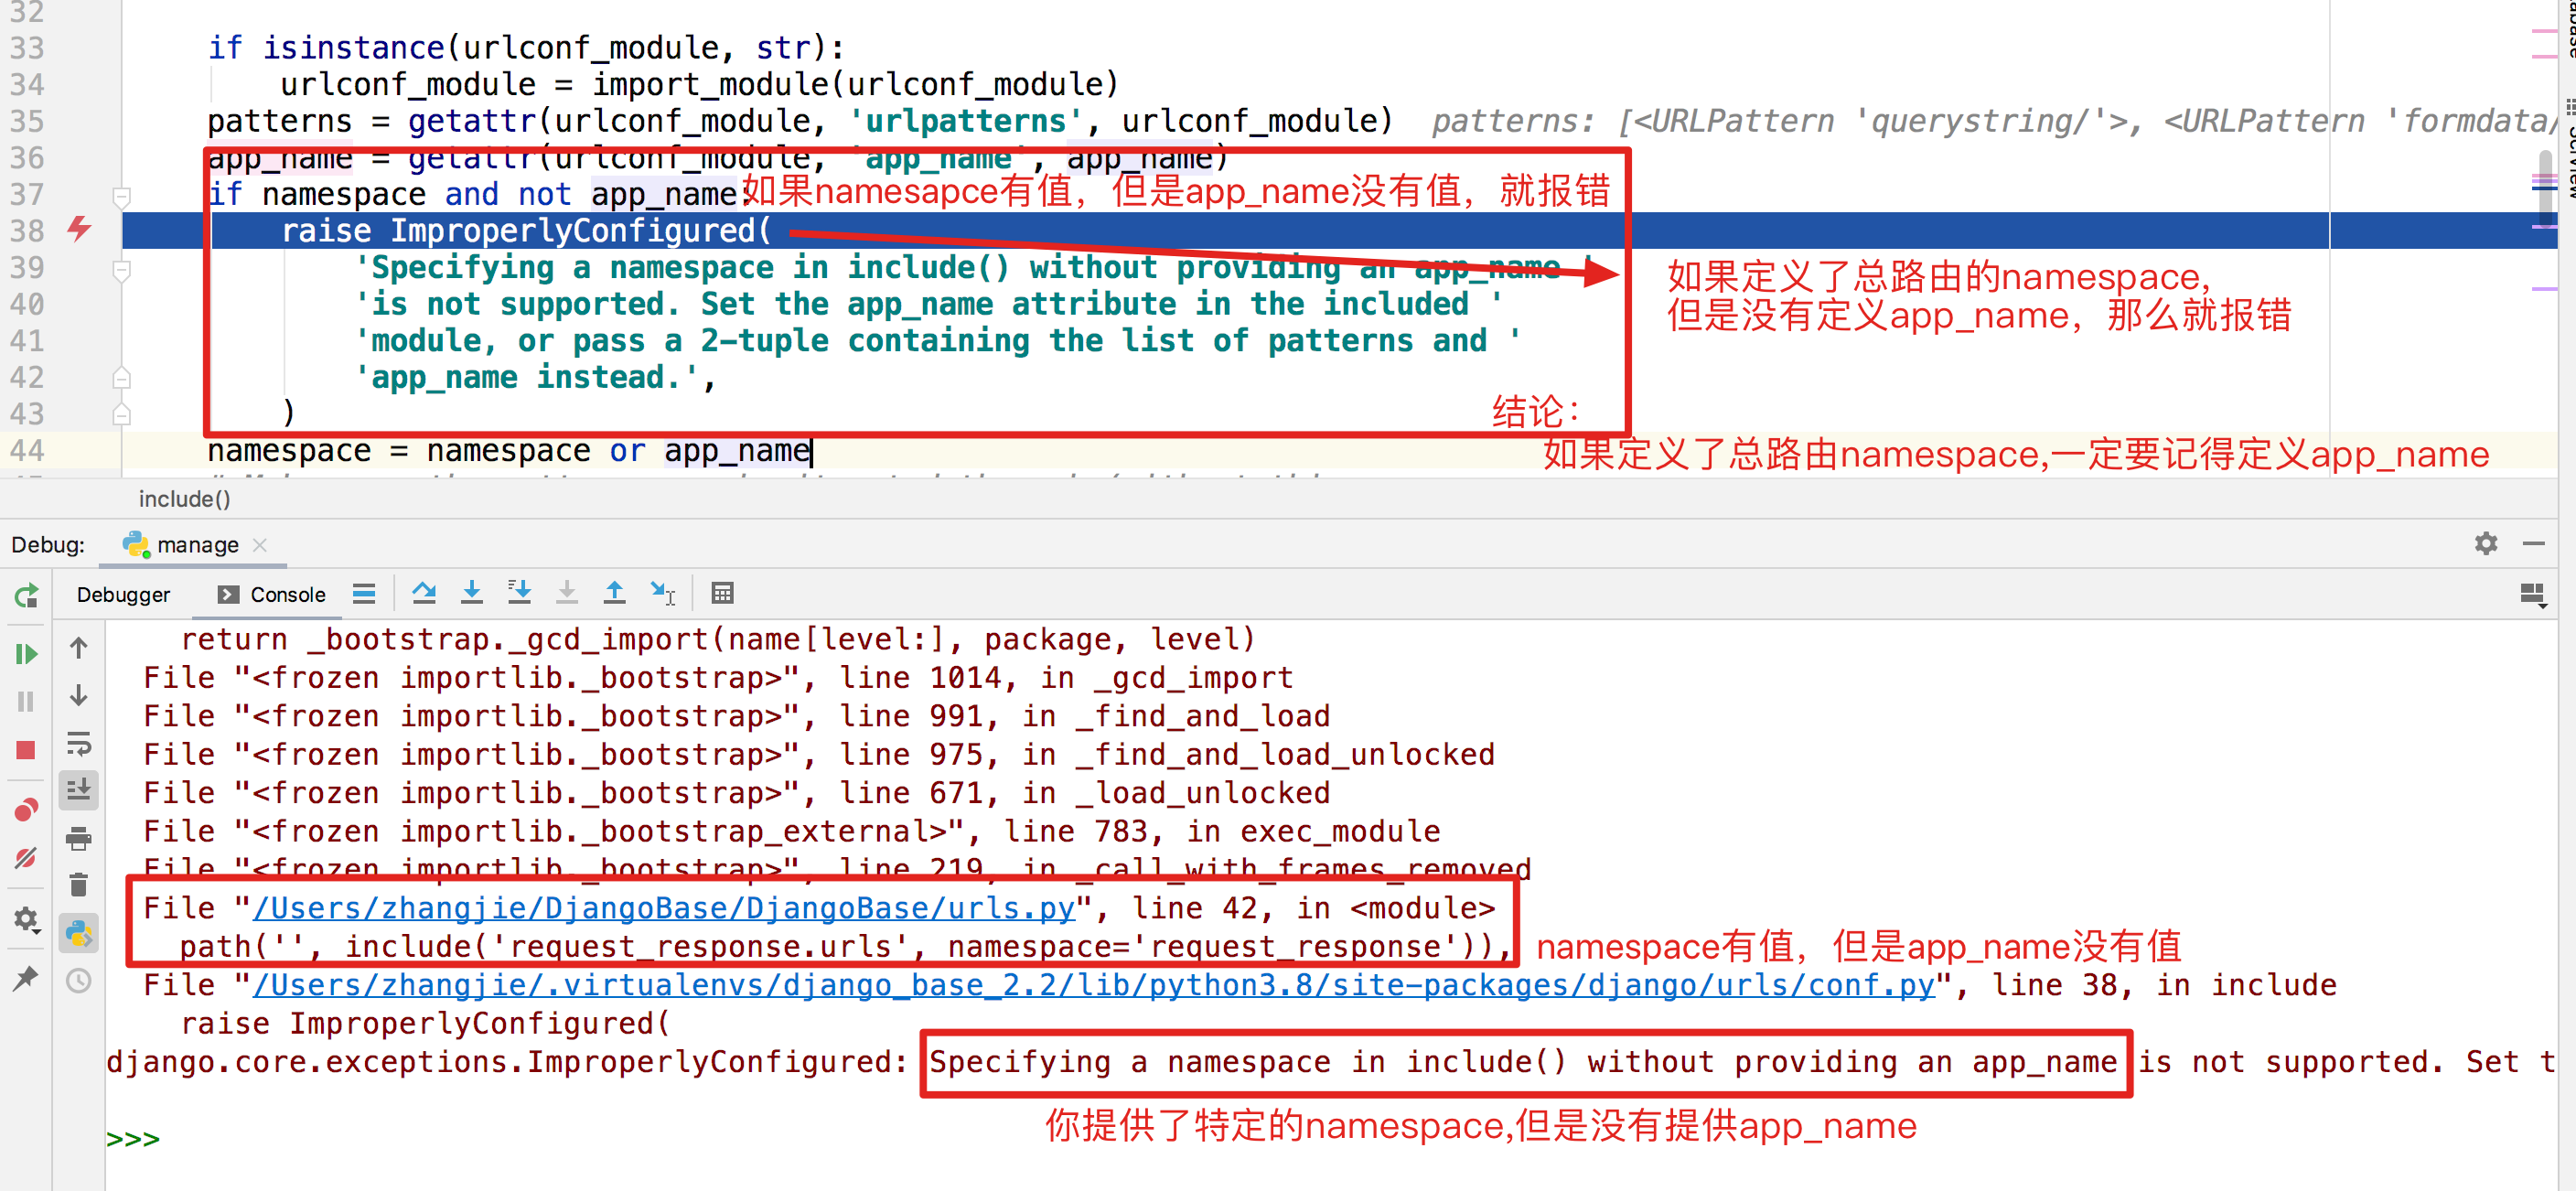 32
33 if isinstance(urlconf_module, str):
34 urlconf_module = import_module(urlconf_module)
35 patterns = getattr(urlconf_module, 'urlpatterns', urlconf_module) patterns: [<URLPattern 'querystring/'>, <URLPattern 'formdata/
36 app_name = getattr(urlconf_module, 'app_name', app_name)
37 if namespace and not app_name: 如果namesapce有值，但是app_name没有值，就报错
38 raise ImproperlyConfigured(
39 'Specifying a namespace in include() without providing an app_name '
如果定义了总路由的namespace,
40 'is not supported. Set the app_name attribute in the included '
但是没有定义app_name，那么就报错
41 'module, or pass a 2-tuple containing the list of patterns and '
42 'app_name instead.',
43 )
结论：
44 namespace = namespace or app_name
如果定义了总路由namespace,一定要记得定义app_name
include()
Debug: manage
Debugger Console
return _bootstrap._gcd_import(name[level:], package, level)
File "<frozen importlib._bootstrap>", line 1014, in _gcd_import
File "<frozen importlib._bootstrap>", line 991, in _find_and_load
File "<frozen importlib._bootstrap>", line 975, in _find_and_load_unlocked
File "<frozen importlib._bootstrap>", line 671, in _load_unlocked
File "<frozen importlib._bootstrap_external>", line 783, in exec_module
File "<frozen importlib._bootstrap>", line 219, in _call_with_frames_removed
File "/Users/zhangjie/DjangoBase/DjangoBase/urls.py", line 42, in <module>
path('', include('request_response.urls', namespace='request_response')), namespace有值，但是app_name没有值
File "/Users/zhangjie/.virtualenvs/django_base_2.2/lib/python3.8/site-packages/django/urls/conf.py", line 38, in include
raise ImproperlyConfigured(
django.core.exceptions.ImproperlyConfigured: Specifying a namespace in include() without providing an app_name is not supported. Set t
你提供了特定的namespace,但是没有提供app_name
>>>